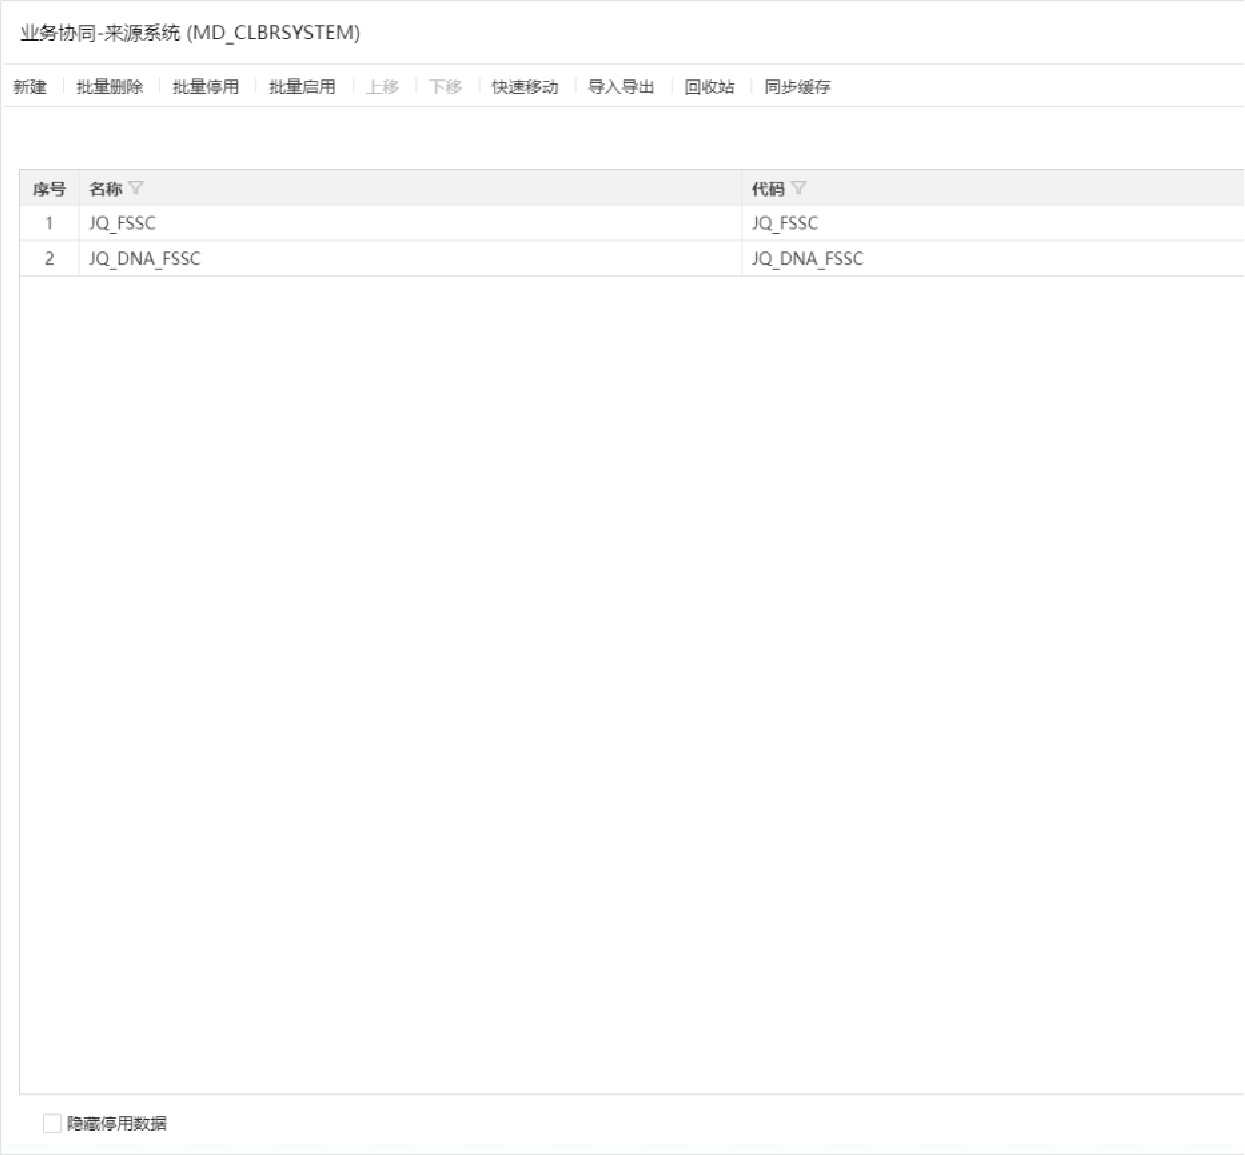 业务协同-来源系统 (MD_CLBRSYSTEM)
新建 批量删除 批量停用 批量启用 上移 下移 快速移动 导入导出 回收站 同步缓存
序号 名称 代码
1 JQ_FSSC JQ_FSSC
2 JQ_DNA_FSSC JQ_DNA_FSSC
隐藏停用数据